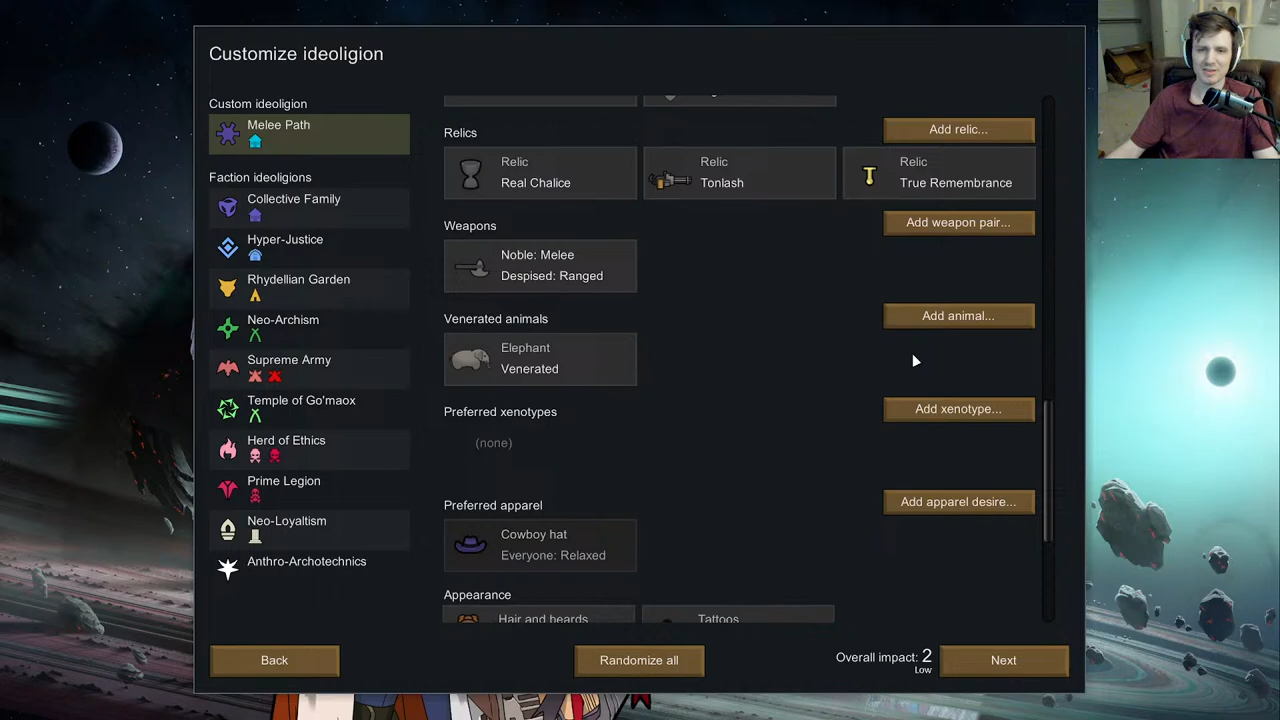 Customize ideoligion
Custom ideoligion
Melee Path
Faction ideoligions
Collective Family
Hyper-Justice
Rhydellian Garden
Neo-Archism
Supreme Army
Temple of Go'maox
Herd of Ethics
Prime Legion
Neo-Loyaltism
Anthro-Archotechnics
Relics
Add relic...
Relic
Real Chalice
Relic
Tonlash
Relic
True Remembrance
Weapons
Add weapon pair...
Noble: Melee
Despised: Ranged
Venerated animals
Add animal...
Elephant
Venerated
Preferred xenotypes
Add xenotype...
(none)
Preferred apparel
Add apparel desire...
Cowboy hat
Everyone: Relaxed
Appearance
Hair and beards
Tattoos
Back
Randomize all
Overall impact: 2
Low
Next